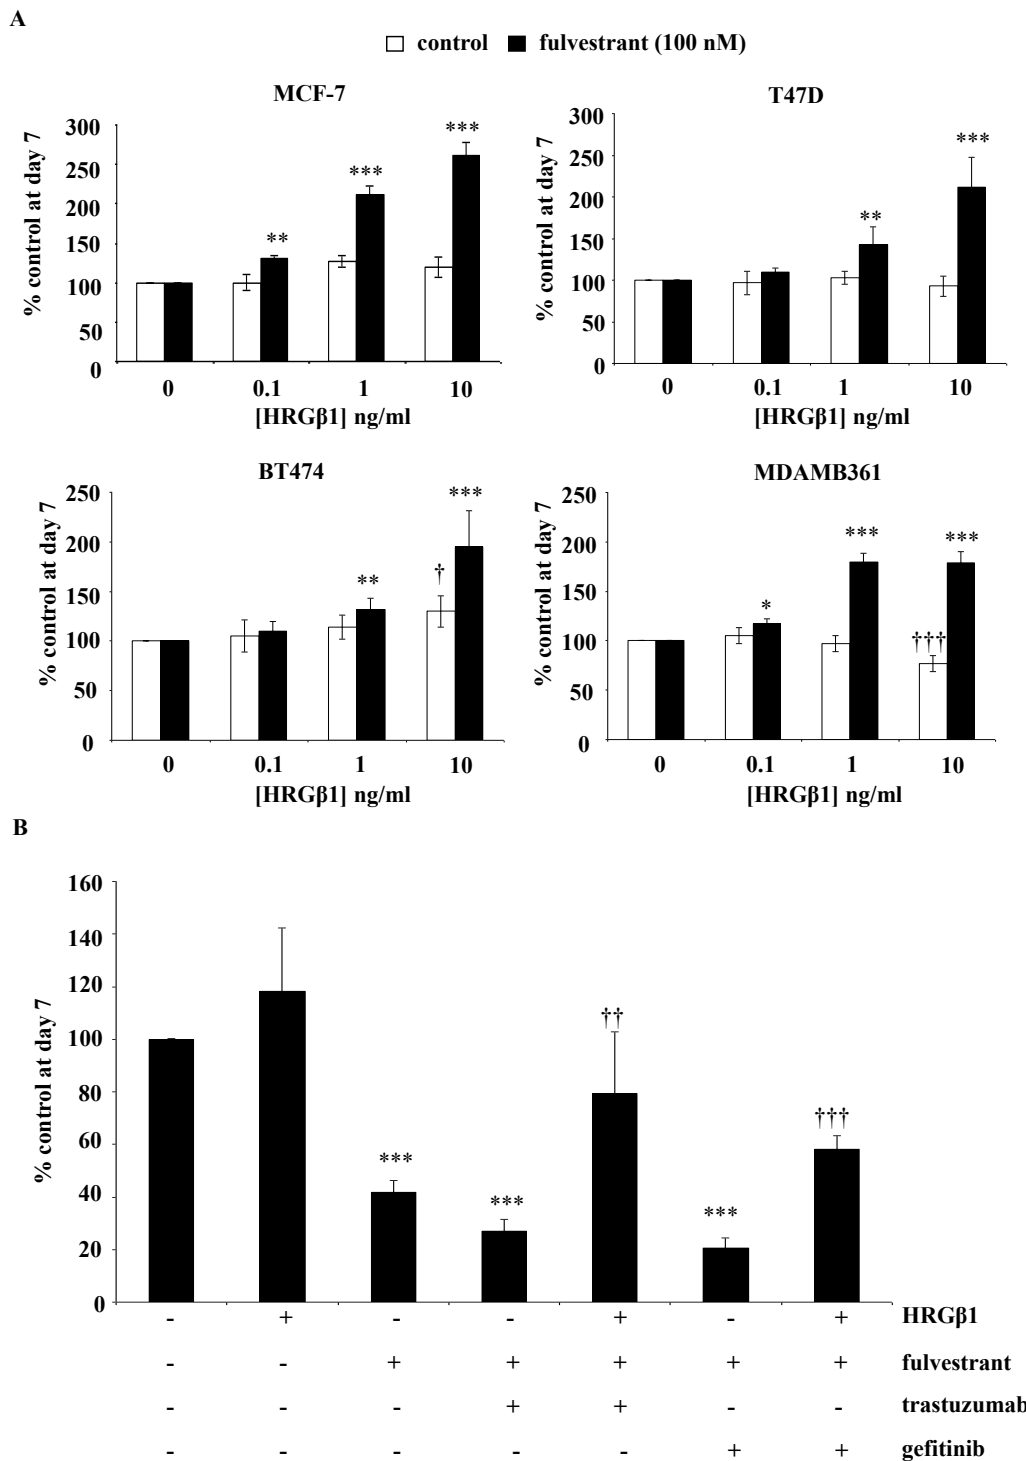 A
control fulvestrant (100 nM)
MCF-7
% control at day 7
300
250
200
150
100
50
0
** *** ***
0 0.1 1 10
[HRGβ1] ng/ml
T47D
% control at day 7
300
250
200
150
100
50
0
** ***
0 0.1 1 10
[HRGβ1] ng/ml
BT474
% control at day 7
250
200
150
100
50
0
** † ***
0 0.1 1 10
[HRGβ1] ng/ml
MDAMB361
% control at day 7
250
200
150
100
50
0
* *** ††† ***
0 0.1 1 10
[HRGβ1] ng/ml
B
% control at day 7
160
140
120
100
80
60
40
20
0
*** *** †† *** †††
- + - - + - + HRGβ1
- - + + + + + fulvestrant
- - - + + - - trastuzumab
- - - - - + + gefitinib